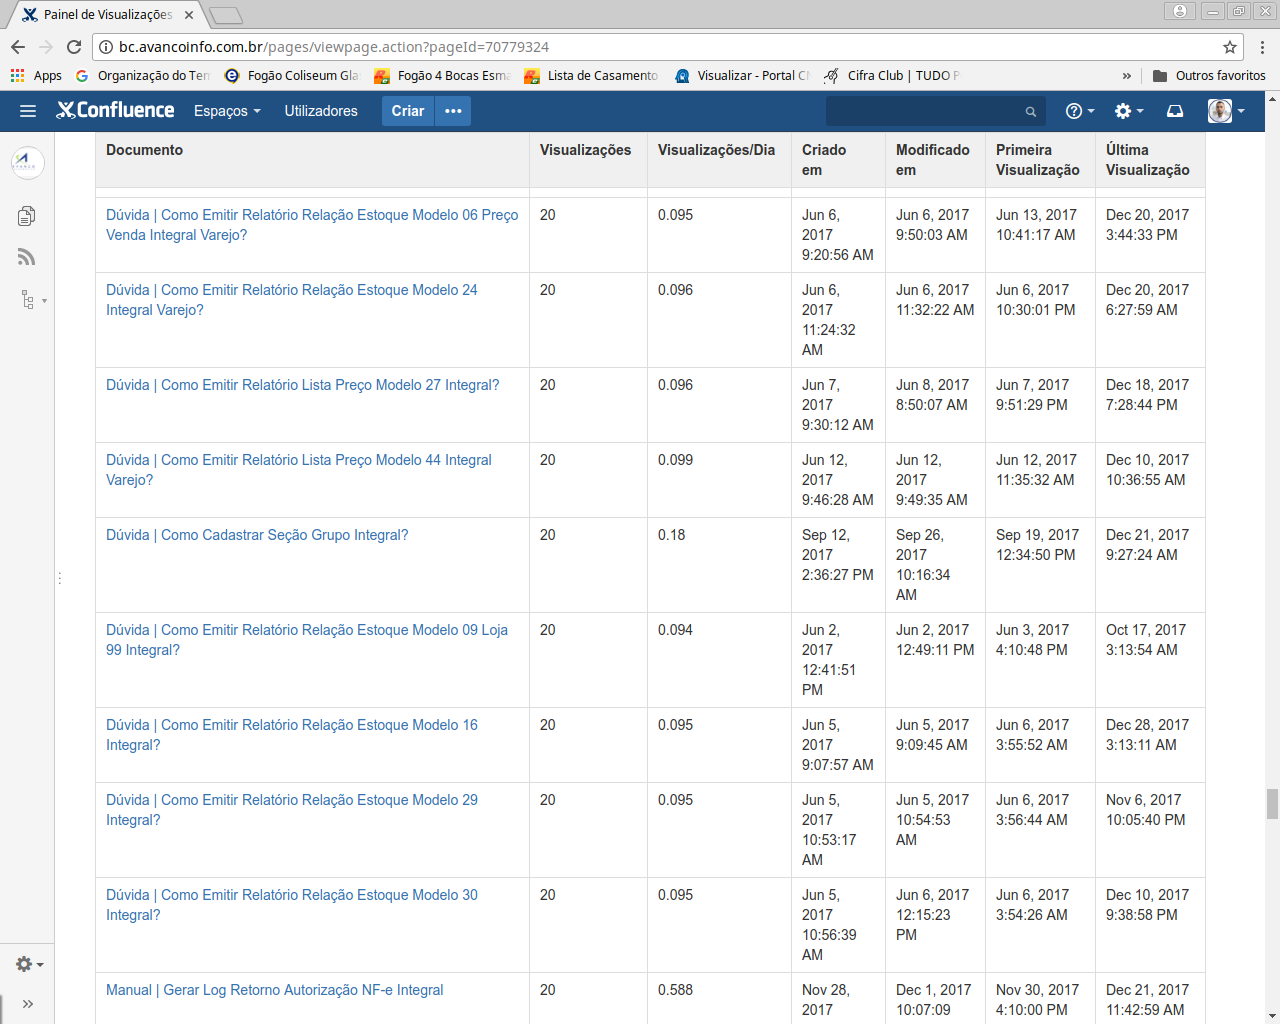 Painel de Visualizações
bc.avancoinfo.com.br/pages/viewpage.action?pageId=70779324
Apps
Organização do Ter
Fogão Coliseum Gla
Fogão 4 Bocas Esma
Lista de Casamento
Visualizar - Portal C
Cifra Club | TUDO P
»
Outros favoritos
Confluence
Espaços
Utilizadores
Criar
Documento
Visualizações
Visualizações/Dia
Criado em
Modificado em
Primeira Visualização
Última Visualização
Dúvida | Como Emitir Relatório Relação Estoque Modelo 06 Preço
Venda Integral Varejo?
20
0.095
Jun 6, 2017 9:20:56 AM
Jun 6, 2017 9:50:03 AM
Jun 13, 2017 10:41:17 AM
Dec 20, 2017 3:44:33 PM
Dúvida | Como Emitir Relatório Relação Estoque Modelo 24
Integral Varejo?
20
0.096
Jun 6, 2017 11:24:32 AM
Jun 6, 2017 11:32:22 AM
Jun 6, 2017 10:30:01 PM
Dec 20, 2017 6:27:59 AM
Dúvida | Como Emitir Relatório Lista Preço Modelo 27 Integral?
20
0.096
Jun 7, 2017 9:30:12 AM
Jun 8, 2017 8:50:07 AM
Jun 7, 2017 9:51:29 PM
Dec 18, 2017 7:28:44 PM
Dúvida | Como Emitir Relatório Lista Preço Modelo 44 Integral
Varejo?
20
0.099
Jun 12, 2017 9:46:28 AM
Jun 12, 2017 9:49:35 AM
Jun 12, 2017 11:35:32 AM
Dec 10, 2017 10:36:55 AM
Dúvida | Como Cadastrar Seção Grupo Integral?
20
0.18
Sep 12, 2017 2:36:27 PM
Sep 26, 2017 10:16:34 AM
Sep 19, 2017 12:34:50 PM
Dec 21, 2017 9:27:24 AM
Dúvida | Como Emitir Relatório Relação Estoque Modelo 09 Loja
99 Integral?
20
0.094
Jun 2, 2017 12:41:51 PM
Jun 2, 2017 12:49:11 PM
Jun 3, 2017 4:10:48 PM
Oct 17, 2017 3:13:54 AM
Dúvida | Como Emitir Relatório Relação Estoque Modelo 16
Integral?
20
0.095
Jun 5, 2017 9:07:57 AM
Jun 5, 2017 9:09:45 AM
Jun 6, 2017 3:55:52 AM
Dec 28, 2017 3:13:11 AM
Dúvida | Como Emitir Relatório Relação Estoque Modelo 29
Integral?
20
0.095
Jun 5, 2017 10:53:17 AM
Jun 5, 2017 10:54:53 AM
Jun 6, 2017 3:56:44 AM
Nov 6, 2017 10:05:40 PM
Dúvida | Como Emitir Relatório Relação Estoque Modelo 30
Integral?
20
0.095
Jun 5, 2017 10:56:39 AM
Jun 6, 2017 12:15:23 PM
Jun 6, 2017 3:54:26 AM
Dec 10, 2017 9:38:58 PM
Manual | Gerar Log Retorno Autorização NF-e Integral
20
0.588
Nov 28, 2017
Dec 1, 2017 10:07:09
Nov 30, 2017 4:10:00 PM
Dec 21, 2017 11:42:59 AM